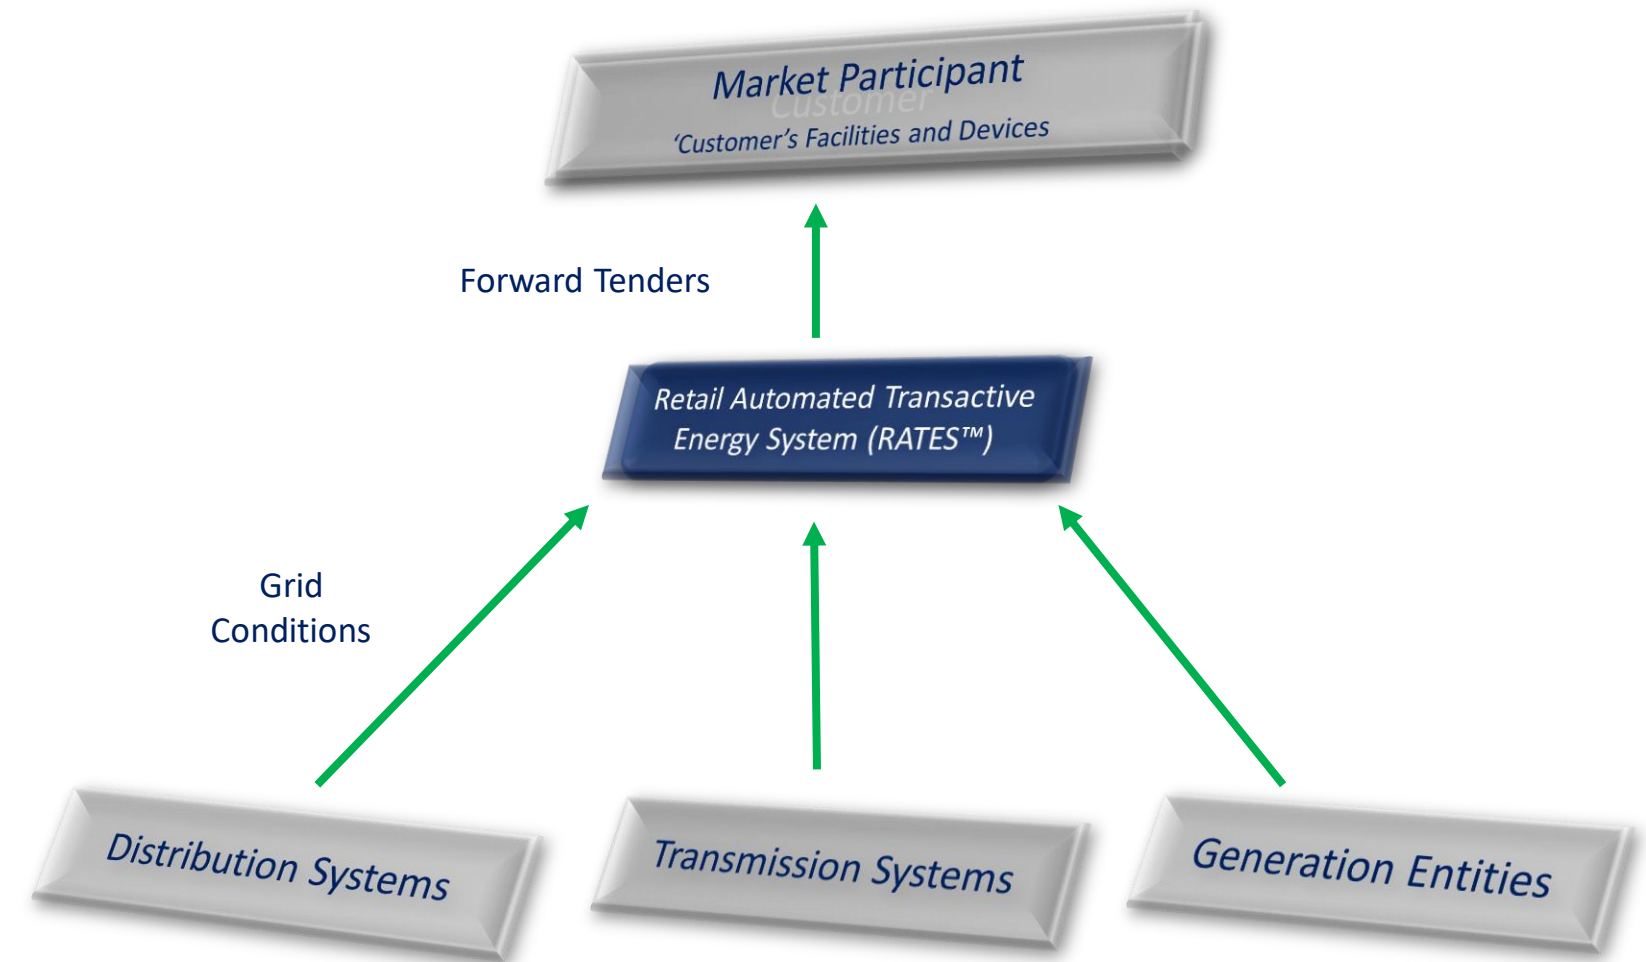 Market Participant
Customer
‘Customer’s Facilities and Devices
Forward Tenders
Retail Automated Transactive
Energy System (RATES™)
Grid
Conditions
Distribution Systems
Transmission Systems
Generation Entities